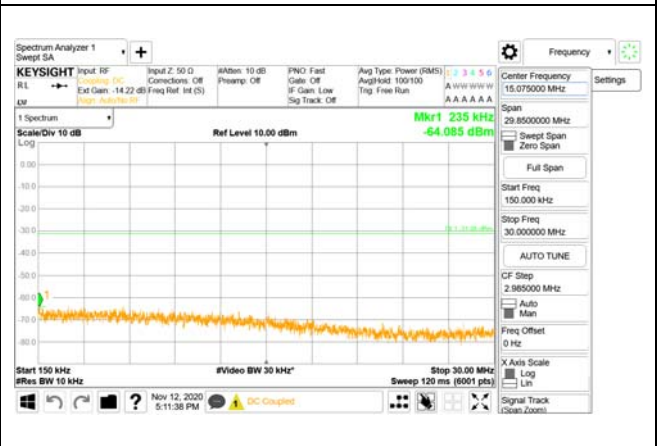 Spectrum Analyzer 1
Swept SA
Frequency
KEYSIGHT
RL
Input: RF
Coupling: DC
Ext Gain: -14.22 dB
Align: Auto/No RF
Input Z: 50 Ω
Corrections: Off
Freq Ref: Int (S)
#Atten: 10 dB
Preamp: Off
PNO: Fast
Gate: Off
IF Gain: Low
Sig Track: Off
Avg Type: Power (RMS)
Avg|Hold: 100/100
Trig: Free Run
1 2 3 4 5 6
A W W W W W
A A A A A A
Center Frequency
15.075000 MHz
Settings
Span
29.8500000 MHz
Swept Span
Zero Span
Full Span
Start Freq
150.000 kHz
Stop Freq
30.000000 MHz
AUTO TUNE
CF Step
2.985000 MHz
Auto
Man
Freq Offset
0 Hz
X Axis Scale
Log
Lin
Signal Track
(Span Zoom)
1 Spectrum
Scale/Div 10 dB
Ref Level 10.00 dBm
Mkr1 235 kHz
-64.085 dBm
Log
0.00
-10.0
-20.0
-30.0
-40.0
-50.0
-60.0
-70.0
-80.0
1
Start 150 kHz
#Video BW 30 kHz*
Stop 30.00 MHz
#Res BW 10 kHz
Sweep 120 ms (6001 pts)
Nov 12, 2020
5:11:38 PM
DC Coupled